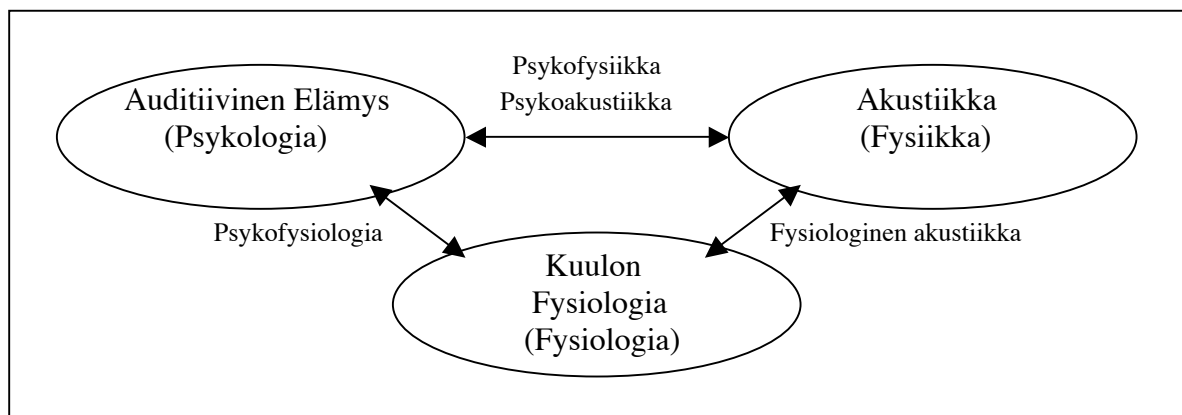 Psykofysiikka
Psykoakustiikka
Auditiivinen Elämys
(Psykologia)
Akustiikka
(Fysiikka)
Psykofysiologia
Fysiologinen akustiikka
Kuulon
Fysiologia
(Fysiologia)